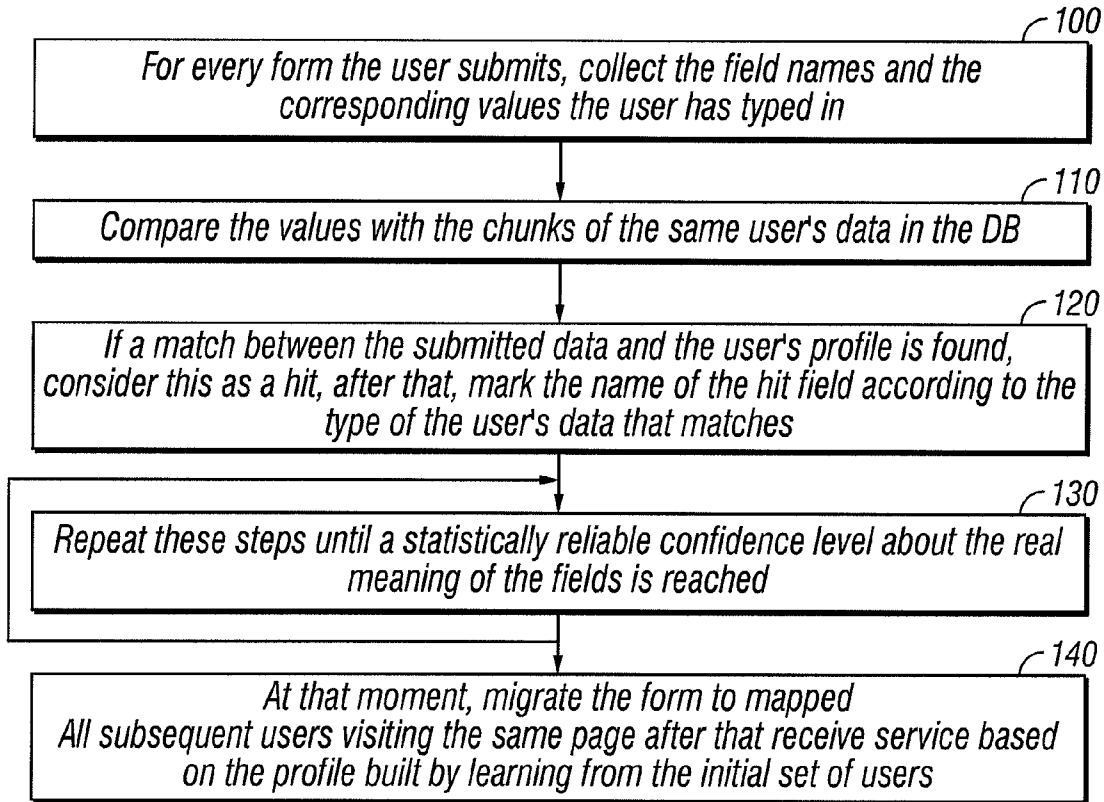 100
For every form the user submits, collect the field names and the
corresponding values the user has typed in
110
Compare the values with the chunks of the same user's data in the DB
120
If a match between the submitted data and the user's profile is found,
consider this as a hit, after that, mark the name of the hit field according to the
type of the user's data that matches
130
Repeat these steps until a statistically reliable confidence level about the real
meaning of the fields is reached
140
At that moment, migrate the form to mapped
All subsequent users visiting the same page after that receive service based
on the profile built by learning from the initial set of users